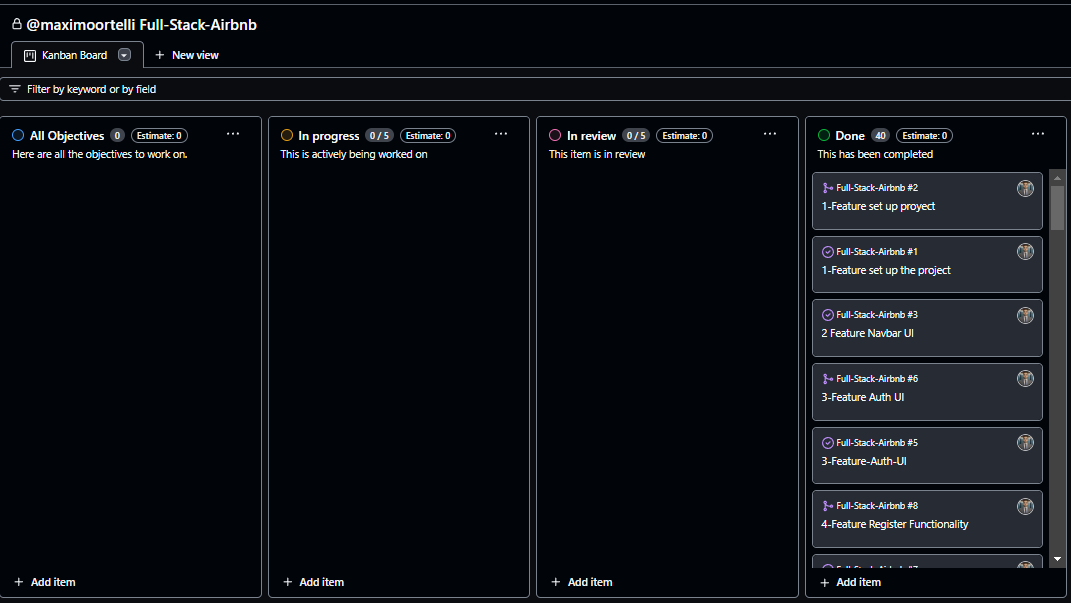 @maximoortelli Full-Stack-Airbnb
Kanban Board
New view
Filter by keyword or by field
All Objectives 0 Estimate: 0
Here are all the objectives to work on.
Add item
In progress 0 / 5 Estimate: 0
This is actively being worked on
Add item
In review 0 / 5 Estimate: 0
This item is in review
Add item
Done 40 Estimate: 0
This has been completed
Full-Stack-Airbnb #2
1-Feature set up proyect
Full-Stack-Airbnb #1
1-Feature set up the project
Full-Stack-Airbnb #3
2 Feature Navbar UI
Full-Stack-Airbnb #6
3-Feature Auth UI
Full-Stack-Airbnb #5
3-Feature-Auth-UI
Full-Stack-Airbnb #8
4-Feature Register Functionality
Add item